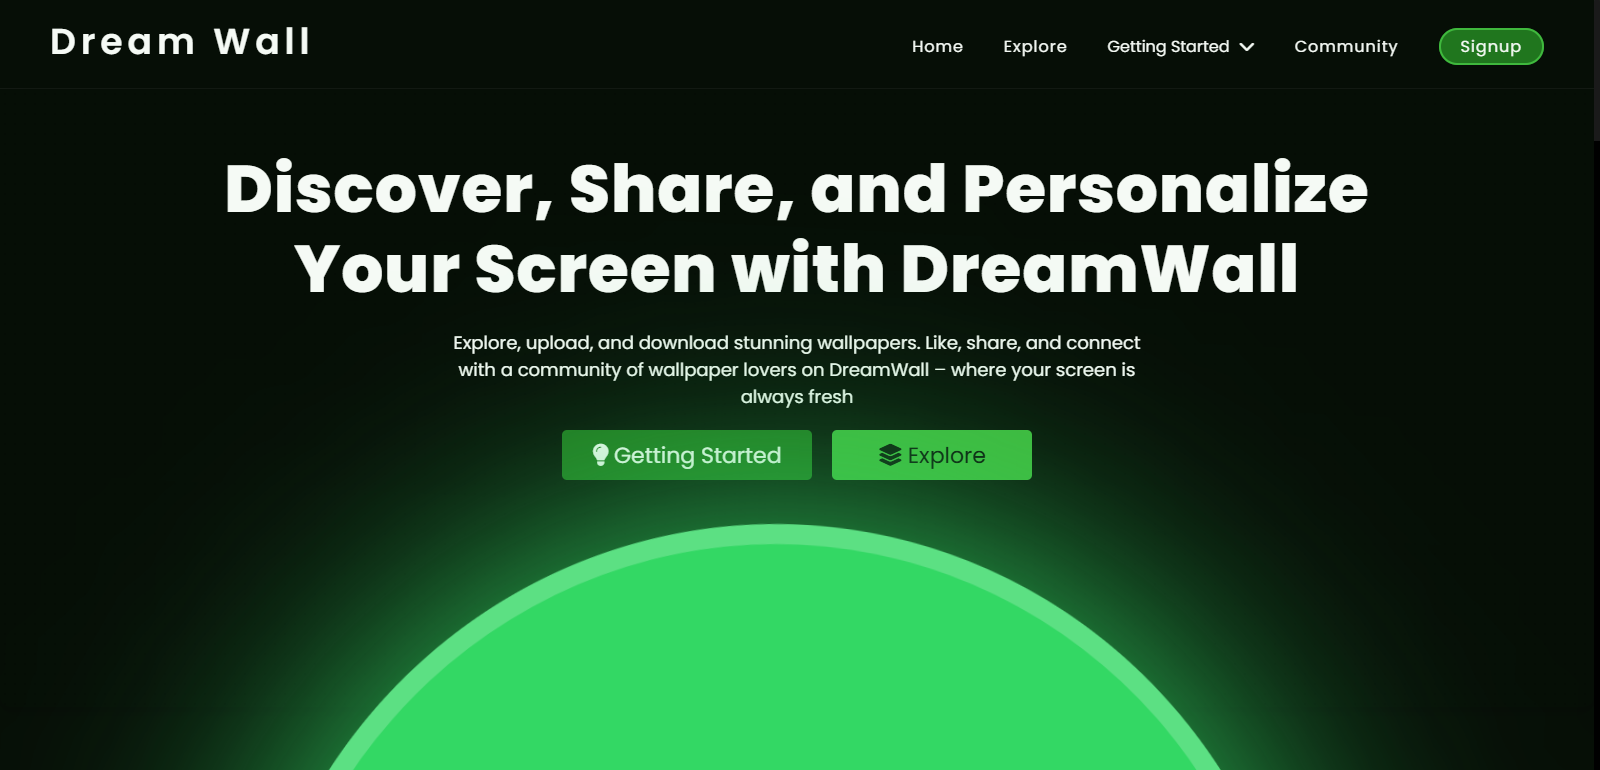 Dream Wall
Home
Explore
Getting Started
Community
Signup
Discover, Share, and Personalize
Your Screen with DreamWall
Explore, upload, and download stunning wallpapers. Like, share, and connect
with a community of wallpaper lovers on DreamWall – where your screen is
always fresh
Getting Started
Explore